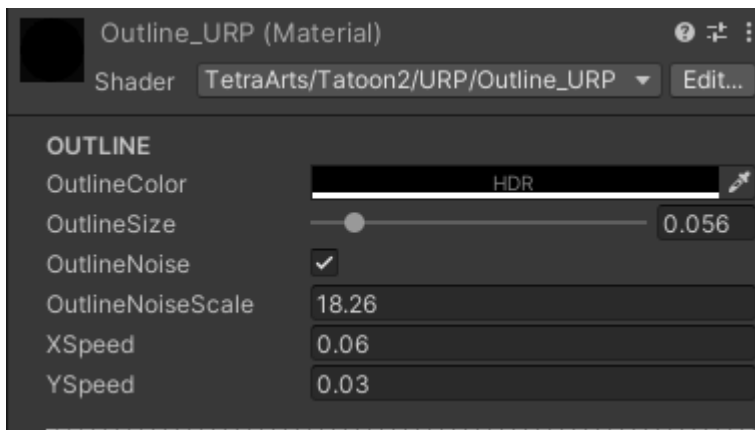 Outline_URP (Material)
Shader TetraArts/Tatoon2/URP/Outline_URP Edit...
OUTLINE
OutlineColor HDR
OutlineSize 0.056
OutlineNoise
OutlineNoiseScale 18.26
XSpeed 0.06
YSpeed 0.03